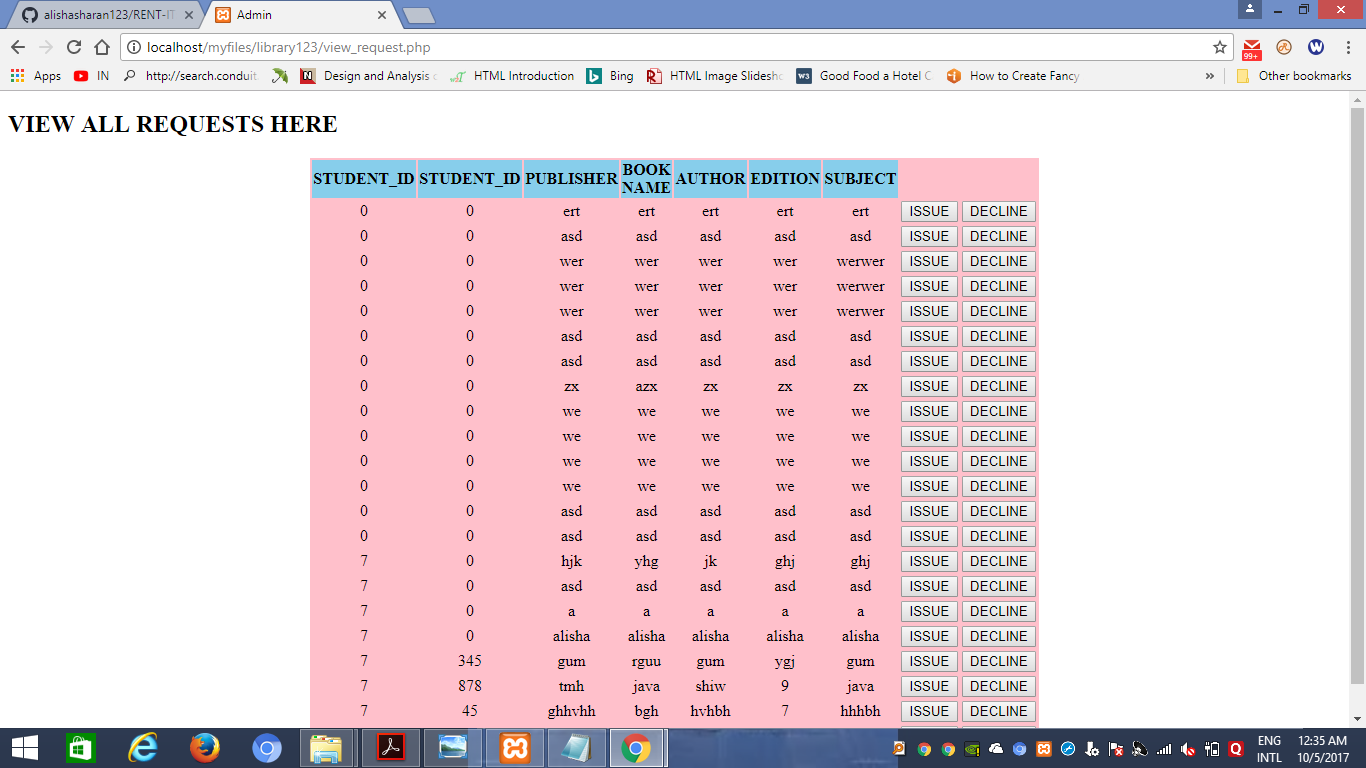 alishasharan123/RENT-IT
Admin
localhost/myfiles/library123/view_request.php
99+
Apps
IN
http://search.conduit
Design and Analysis o
HTML Introduction
Bing
HTML Image Slidesho
Good Food a Hotel C
How to Create Fancy
»
Other bookmarks
VIEW ALL REQUESTS HERE
STUDENT_ID STUDENT_ID PUBLISHER BOOK NAME AUTHOR EDITION SUBJECT
0 0 ert ert ert ert ert ISSUE DECLINE
0 0 asd asd asd asd asd ISSUE DECLINE
0 0 wer wer wer wer werwer ISSUE DECLINE
0 0 wer wer wer wer werwer ISSUE DECLINE
0 0 wer wer wer wer werwer ISSUE DECLINE
0 0 asd asd asd asd asd ISSUE DECLINE
0 0 asd asd asd asd asd ISSUE DECLINE
0 0 zx azx zx zx zx ISSUE DECLINE
0 0 we we we we we ISSUE DECLINE
0 0 we we we we we ISSUE DECLINE
0 0 we we we we we ISSUE DECLINE
0 0 we we we we we ISSUE DECLINE
0 0 asd asd asd asd asd ISSUE DECLINE
0 0 asd asd asd asd asd ISSUE DECLINE
7 0 hjk yhg jk ghj ghj ISSUE DECLINE
7 0 asd asd asd asd asd ISSUE DECLINE
7 0 a a a a a ISSUE DECLINE
7 0 alisha alisha alisha alisha alisha ISSUE DECLINE
7 345 gum rguu gum ygj gum ISSUE DECLINE
7 878 tmh java shiw 9 java ISSUE DECLINE
7 45 ghhvhh bgh hvhbh 7 hhhbh ISSUE DECLINE
ENG 12:35 AM
INTL 10/5/2017